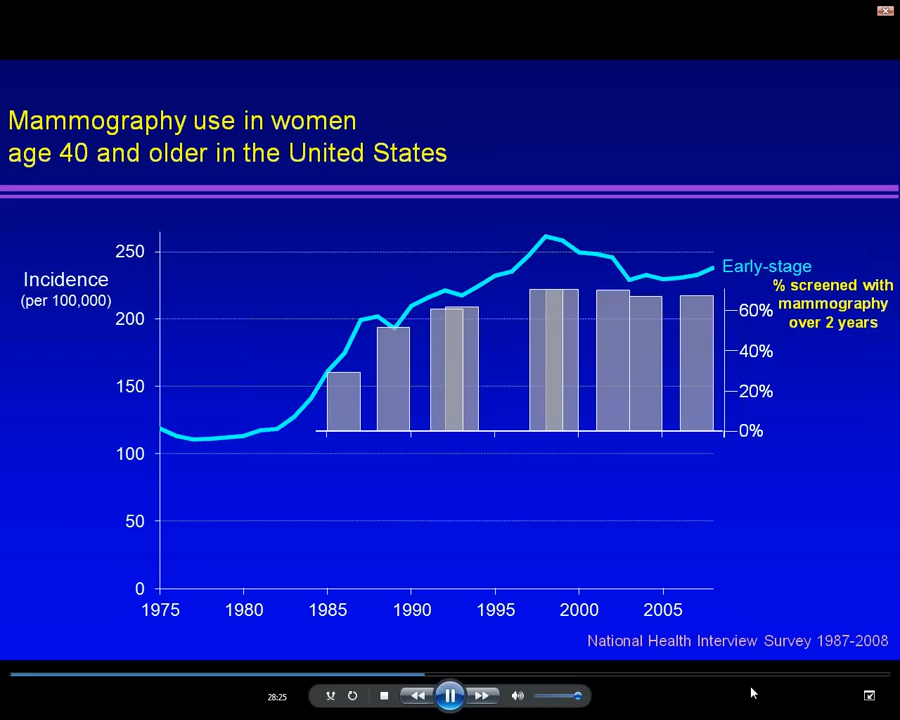 Mammography use in women
age 40 and older in the United States
Incidence
(per 100,000)
250
200
150
100
50
0
Early-stage
% screened with
mammography
over 2 years
60%
40%
20%
0%
1975 1980 1985 1990 1995 2000 2005
National Health Interview Survey 1987-2008
28:25